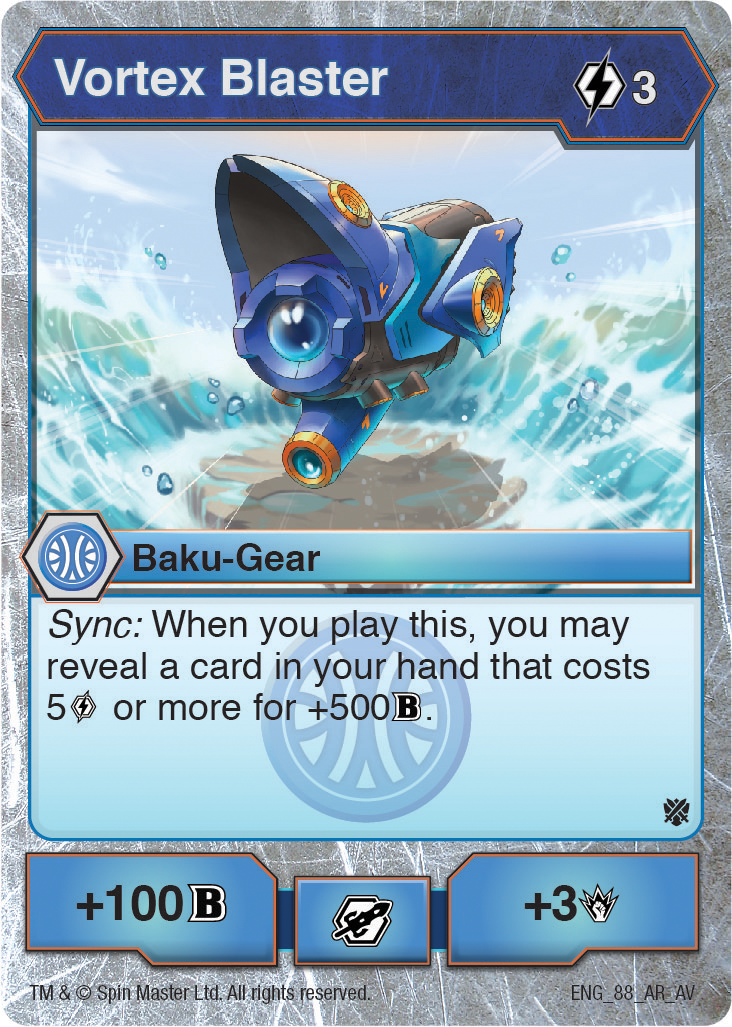 Vortex Blaster
3
Baku-Gear
Sync: When you play this, you may
reveal a card in your hand that costs
5 or more for +500B.
+100B
+3
TM & © Spin Master Ltd. All rights reserved.
ENG_88_AR_AV